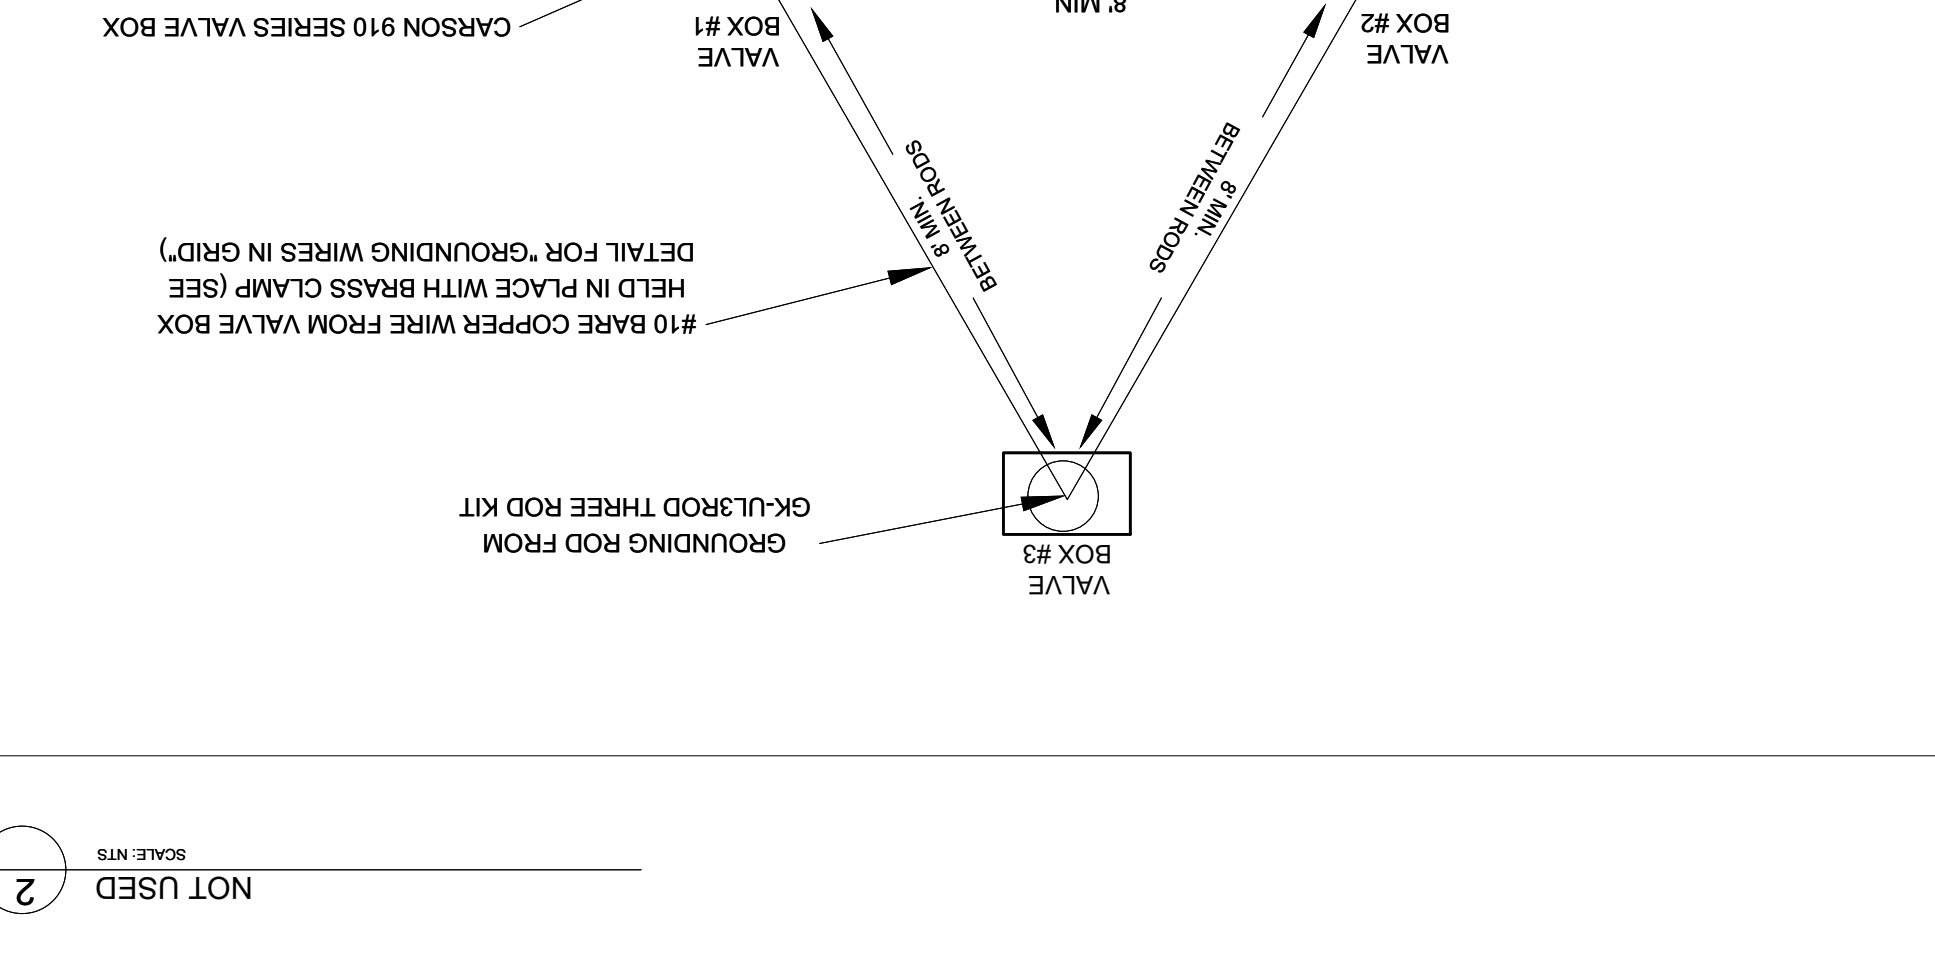 NOT USED
2
SCALE: NTS
VALVE
BOX #3
GROUNDING ROD FROM
GK-UL3ROD THREE ROD KIT
#10 BARE COPPER WIRE FROM VALVE BOX
HELD IN PLACE WITH BRASS CLAMP (SEE
DETAIL FOR "GROUNDING WIRES IN GRID")
8' MIN.
BETWEEN RODS
8' MIN.
BETWEEN RODS
VALVE
BOX #2
VALVE
BOX #1
CARSON 910 SERIES VALVE BOX
8' MIN